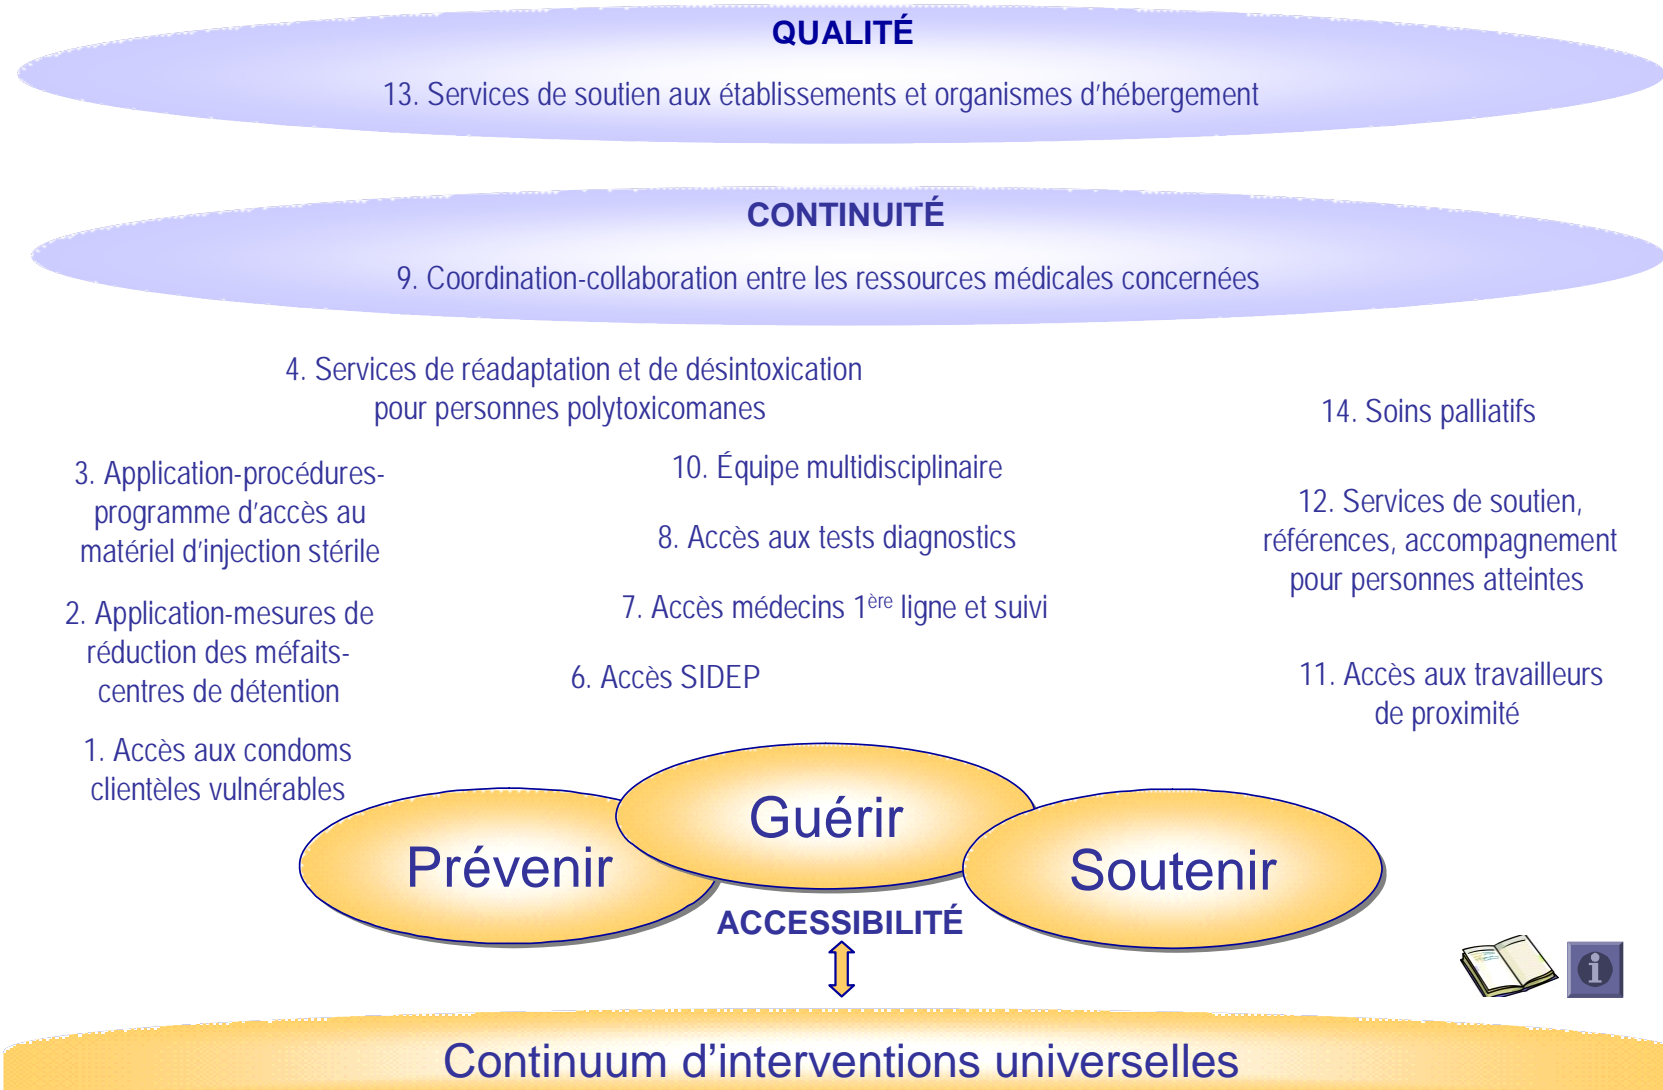 QUALITÉ
13. Services de soutien aux établissements et organismes d'hébergement
CONTINUITÉ
9. Coordination-collaboration entre les ressources médicales concernées
4. Services de réadaptation et de désintoxication
pour personnes polytoxicomanes
3. Application-procédures-
programme d'accès au
matériel d'injection stérile
2. Application-mesures de
réduction des méfaits-
centres de détention
1. Accès aux condoms
clientèles vulnérables
10. Équipe multidisciplinaire
8. Accès aux tests diagnostics
7. Accès médecins 1ère ligne et suivi
6. Accès SIDEP
14. Soins palliatifs
12. Services de soutien,
références, accompagnement
pour personnes atteintes
11. Accès aux travailleurs
de proximité
Prévenir
Guérir
Soutenir
ACCESSIBILITÉ
i
Continuum d'interventions universelles